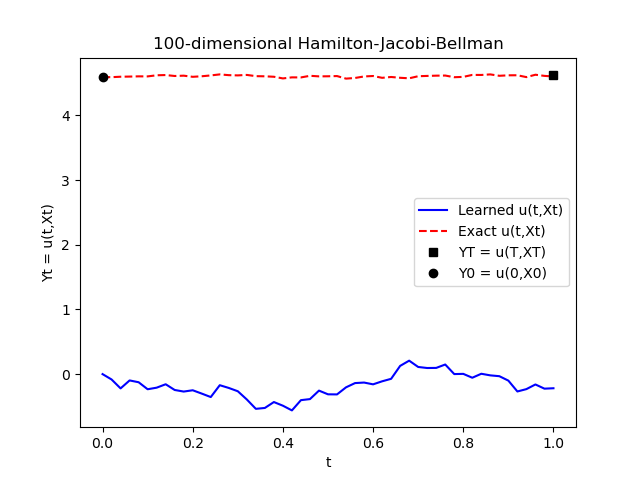 100-dimensional Hamilton-Jacobi-Bellman
Yt = u(t,Xt)
4
3
2
1
0
Learned u(t,Xt)
Exact u(t,Xt)
YT = u(T,XT)
Y0 = u(0,X0)
0.0 0.2 0.4 0.6 0.8 1.0
t